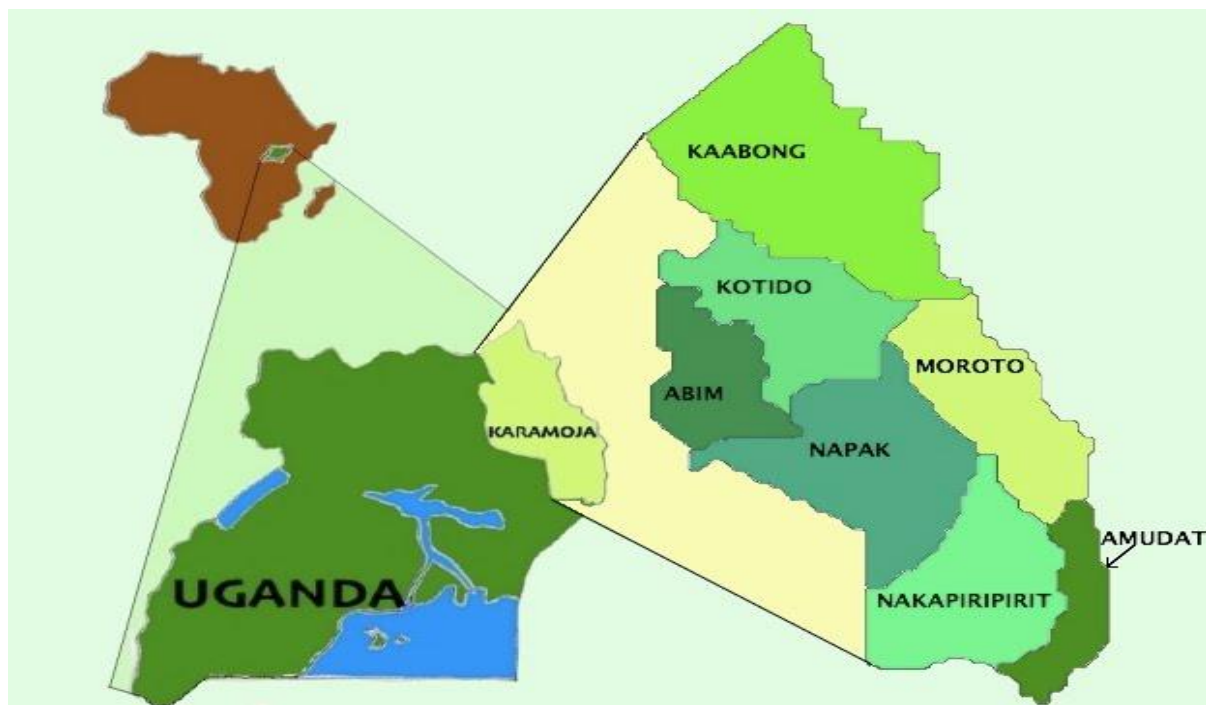 KAABONG
KOTIDO
MOROTO
ABIM
KARAMOJA
NAPAK
AMUDAT
UGANDA
NAKAPIRIPIRIT